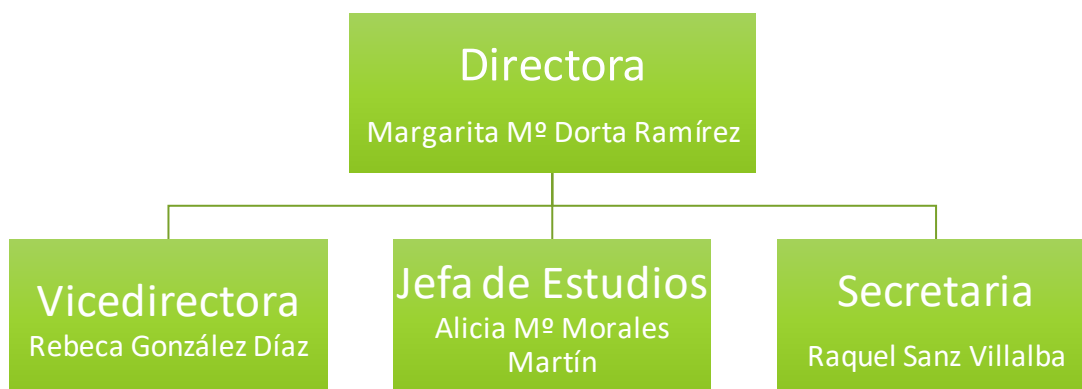 Directora
Margarita Mº Dorta Ramírez
Vicedirectora
Rebeca González Díaz
Jefa de Estudios
Alicia Mº Morales
Martín
Secretaria
Raquel Sanz Villalba